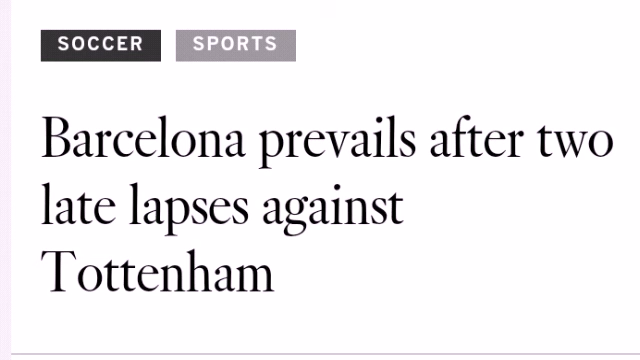 SOCCER SPORTS
Barcelona prevails after two
late lapses against
Tottenham